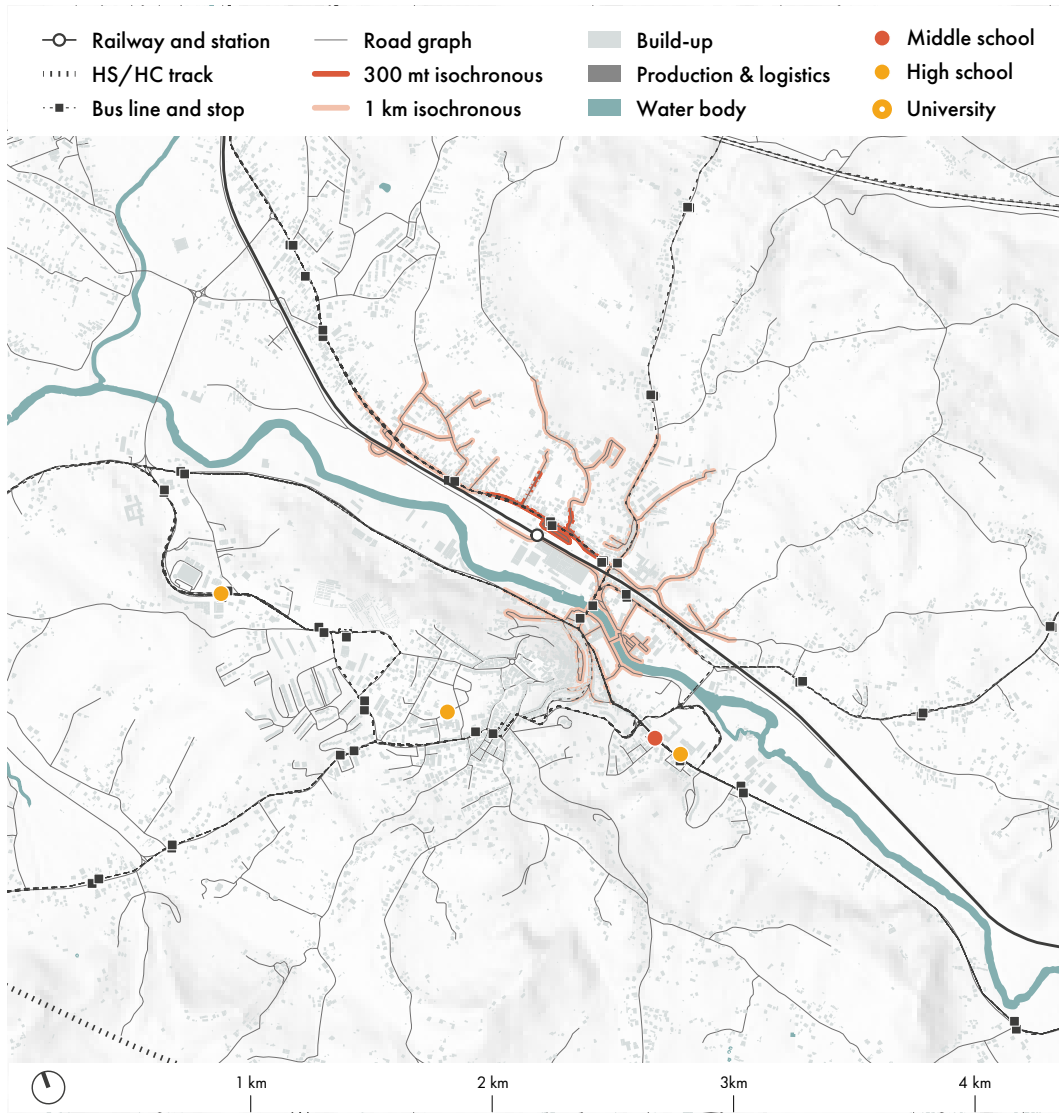 Railway and station
Road graph
Build-up
Middle school
HS/HC track
300 mt isochronous
Production & logistics
High school
Bus line and stop
1 km isochronous
Water body
University
1 km
2 km
3km
4 km